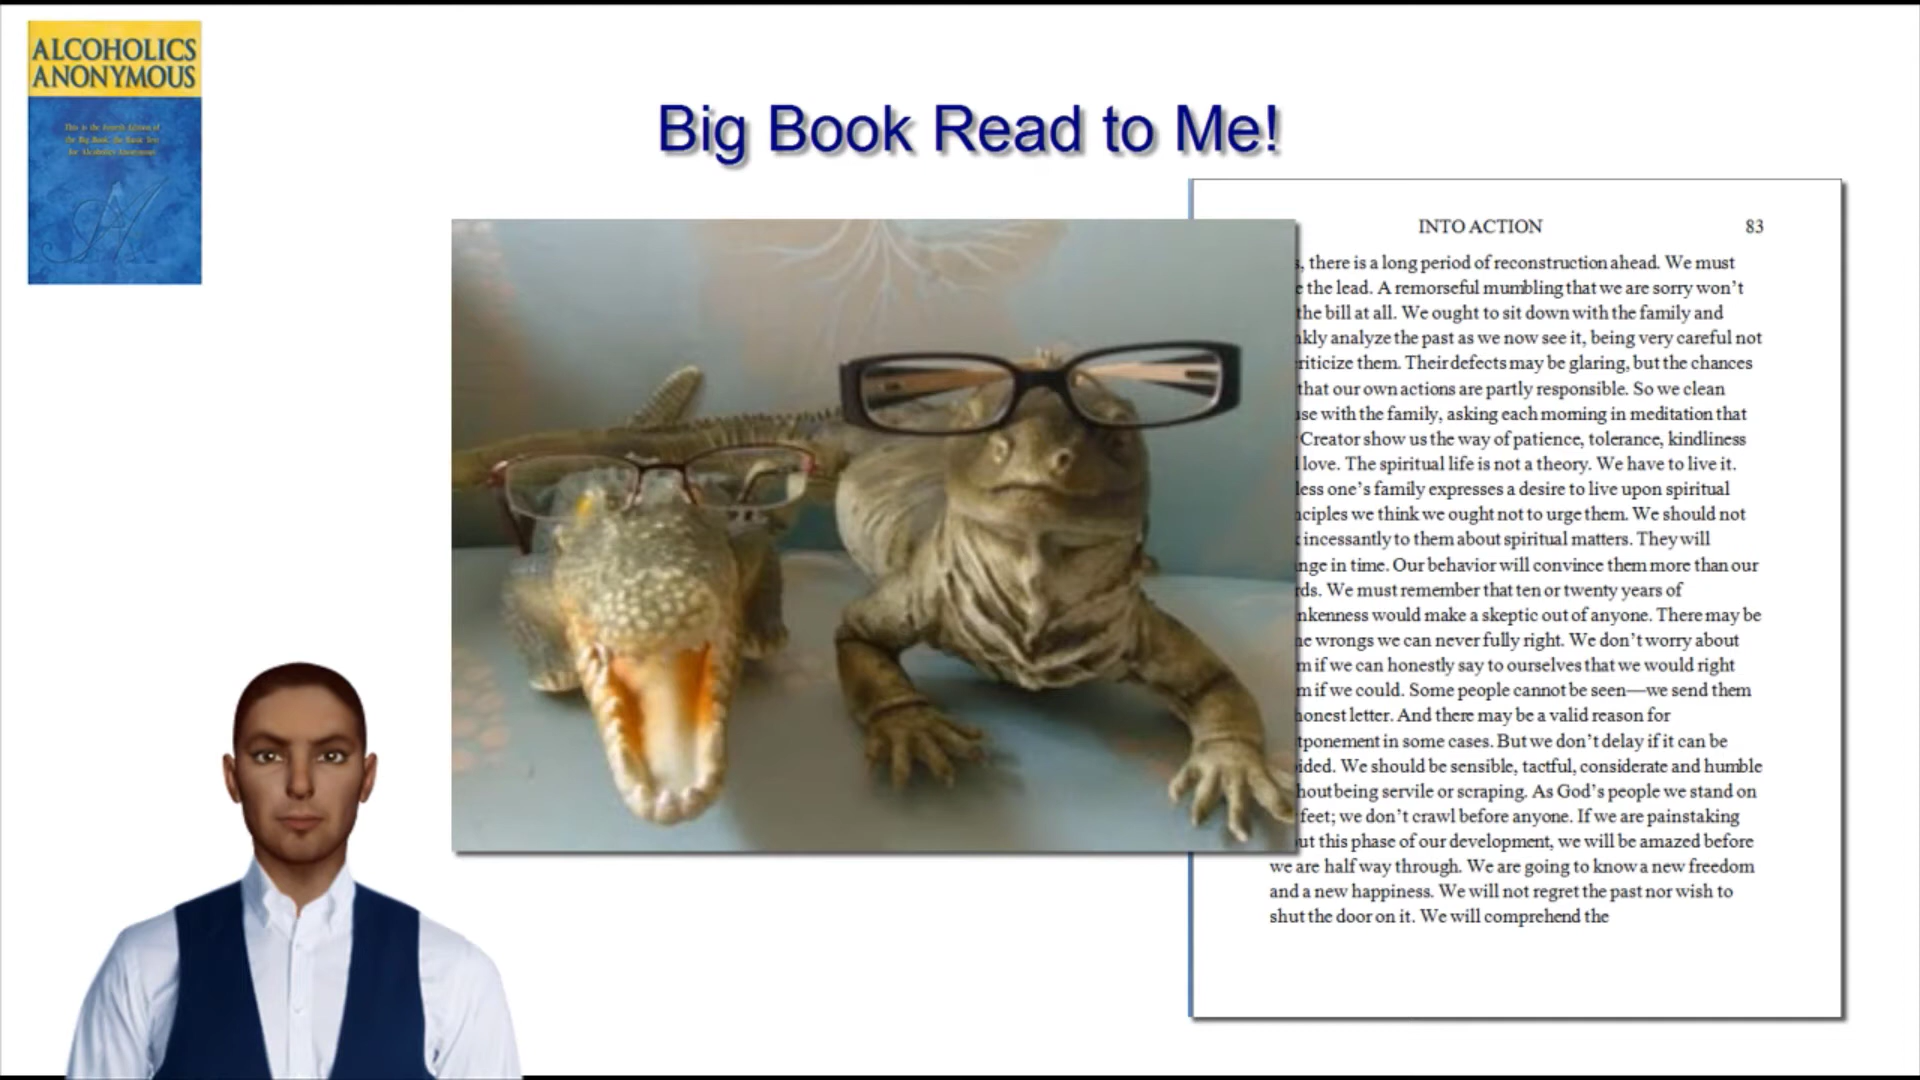 ALCOHOLICS
ANONYMOUS
This is the Fourth Edition of
the Big Book, the Basic Text
for Alcoholics Anonymous
Big Book Read to Me!
INTO ACTION 83
s, there is a long period of reconstruction ahead. We must
e the lead. A remorseful mumbling that we are sorry won't
the bill at all. We ought to sit down with the family and
nkly analyze the past as we now see it, being very careful not
riticize them. Their defects may be glaring, but the chances
that our own actions are partly responsible. So we clean
use with the family, asking each morning in meditation that
Creator show us the way of patience, tolerance, kindliness
l love. The spiritual life is not a theory. We have to live it.
less one's family expresses a desire to live upon spiritual
nciples we think we ought not to urge them. We should not
incessantly to them about spiritual matters. They will
nge in time. Our behavior will convince them more than our
rds. We must remember that ten or twenty years of
nkenness would make a skeptic out of anyone. There may be
ne wrongs we can never fully right. We don't worry about
m if we can honestly say to ourselves that we would right
m if we could. Some people cannot be seen—we send them
honest letter. And there may be a valid reason for
tponement in some cases. But we don't delay if it can be
ided. We should be sensible, tactful, considerate and humble
hout being servile or scraping. As God's people we stand on
feet; we don't crawl before anyone. If we are painstaking
ut this phase of our development, we will be amazed before
we are half way through. We are going to know a new freedom
and a new happiness. We will not regret the past nor wish to
shut the door on it. We will comprehend the